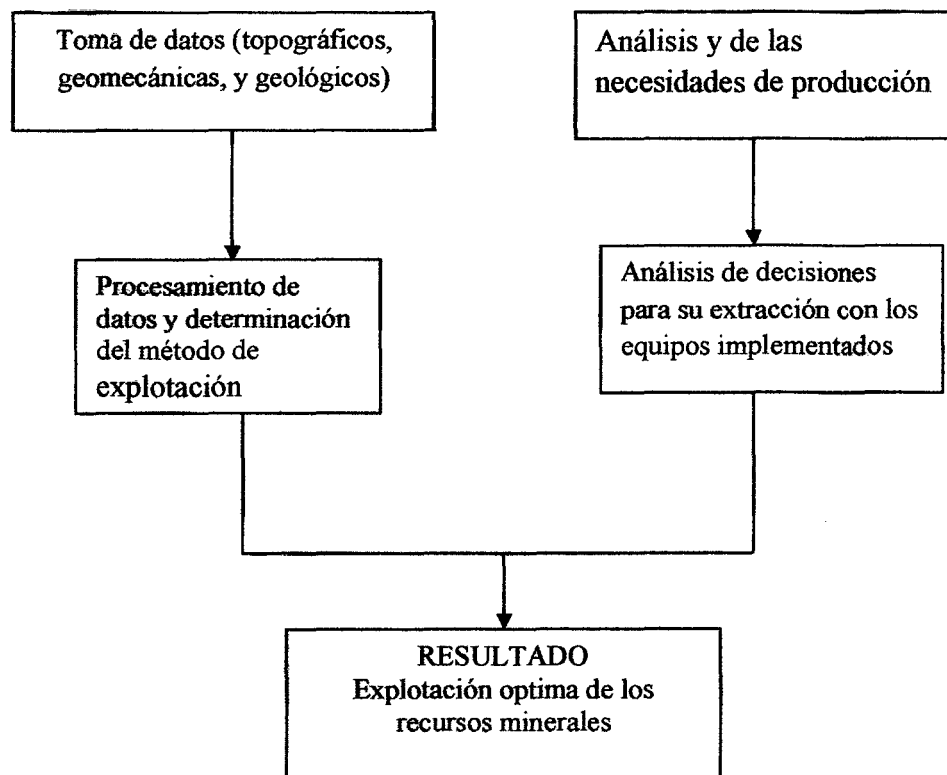 Toma de datos (topográficos,
geomecánicas, y geológicos)
Análisis y de las
necesidades de producción
Procesamiento de
datos y determinación
del método de
explotación
Análisis de decisiones
para su extracción con los
equipos implementados
RESULTADO
Explotación optima de los
recursos minerales